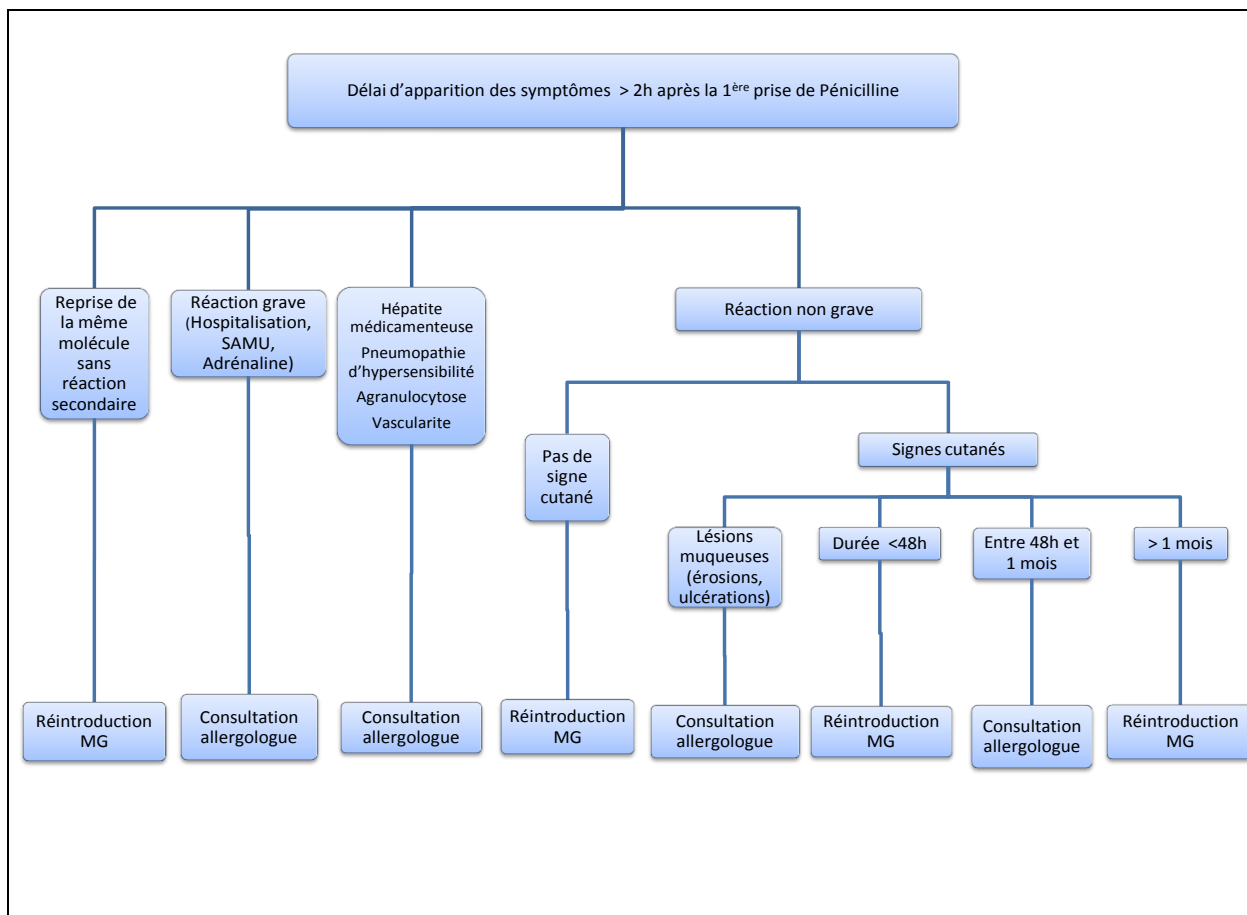 Délai d'apparition des symptômes > 2h après la 1ère prise de Pénicilline
Reprise de
la même
molécule
sans
réaction
secondaire
Réaction grave
(Hospitalisation,
SAMU,
Adrénaline)
Hépatite
médicamenteuse
Pneumopathie
d'hypersensibilité
Agranulocytose
Vascularite
Réaction non grave
Pas de
signe
cutané
Signes cutanés
Lésions
muqueuses
(érosions,
ulcérations)
Durée <48h
Entre 48h et
1 mois
> 1 mois
Réintroduction
MG
Consultation
allergologue
Consultation
allergologue
Réintroduction
MG
Consultation
allergologue
Réintroduction
MG
Consultation
allergologue
Réintroduction
MG